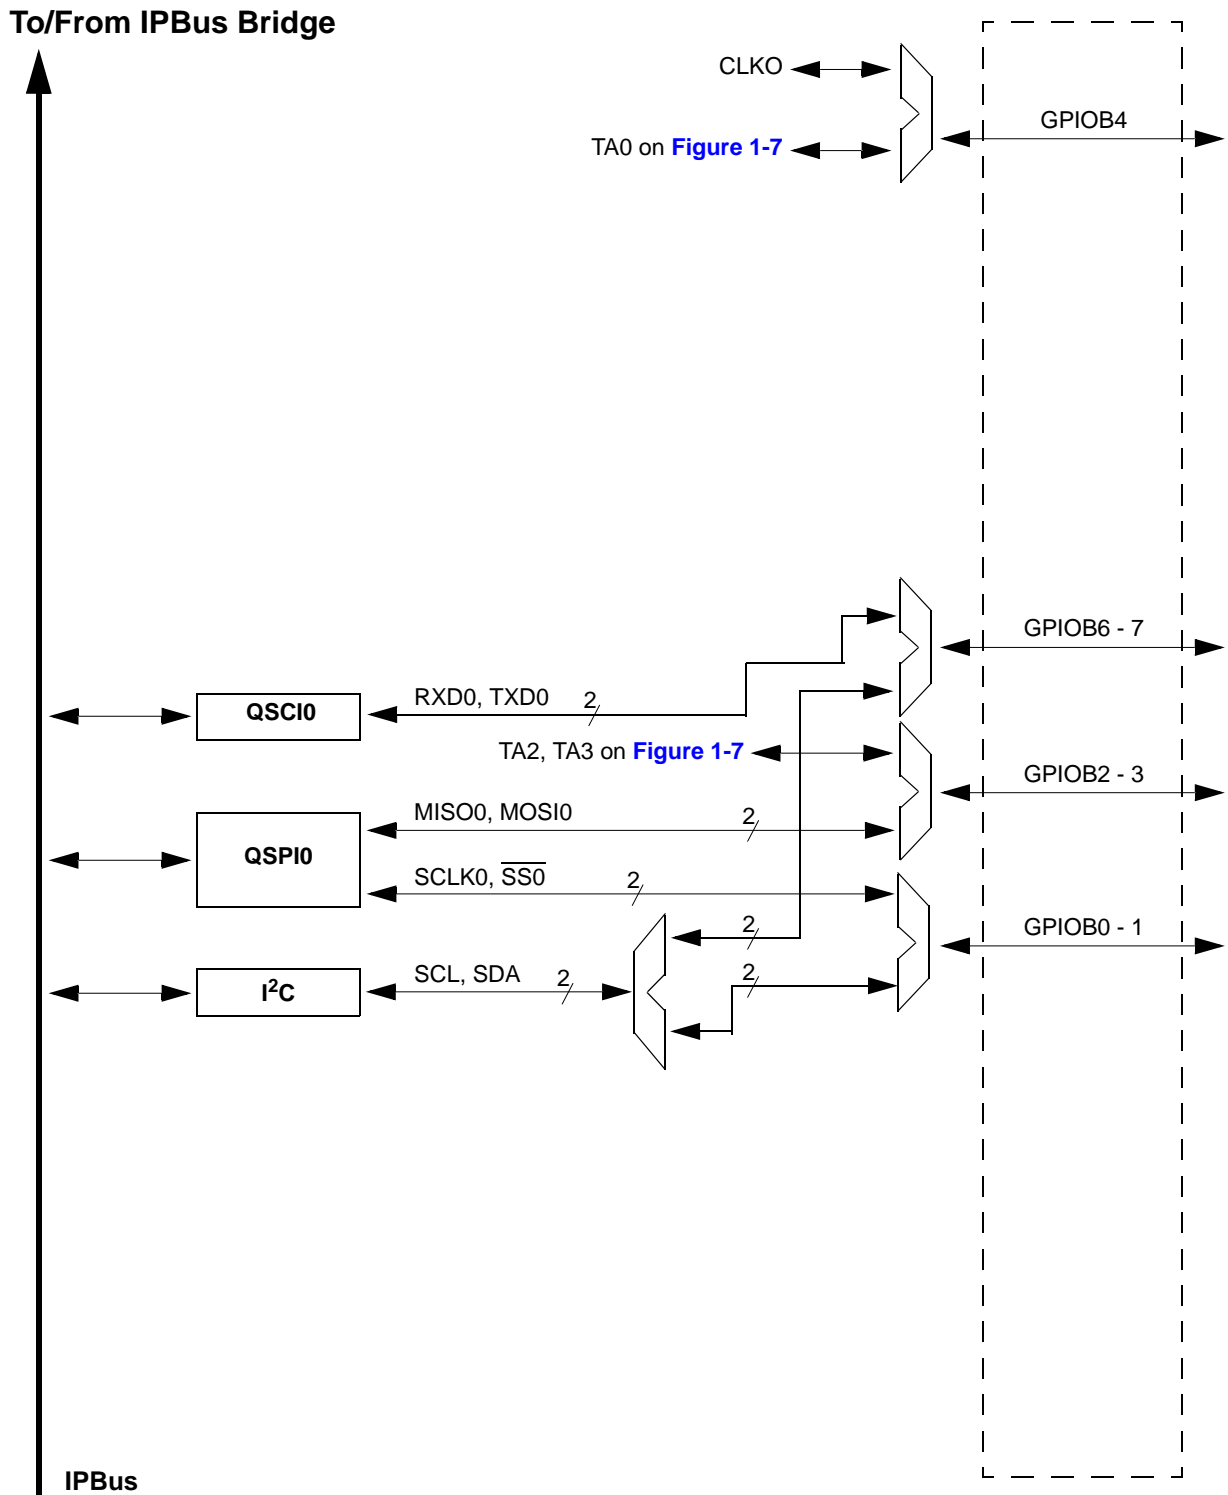 To/From IPBus Bridge
CLKO
GPIOB4
TA0 on Figure 1-7
GPIOB6 - 7
QSCI0
RXD0, TXD0
2
TA2, TA3 on Figure 1-7
GPIOB2 - 3
MISO0, MOSI0
2
QSPI0
SCLK0, S̅S̅0̅
2
2
GPIOB0 - 1
I²C
SCL, SDA
2
2
IPBus